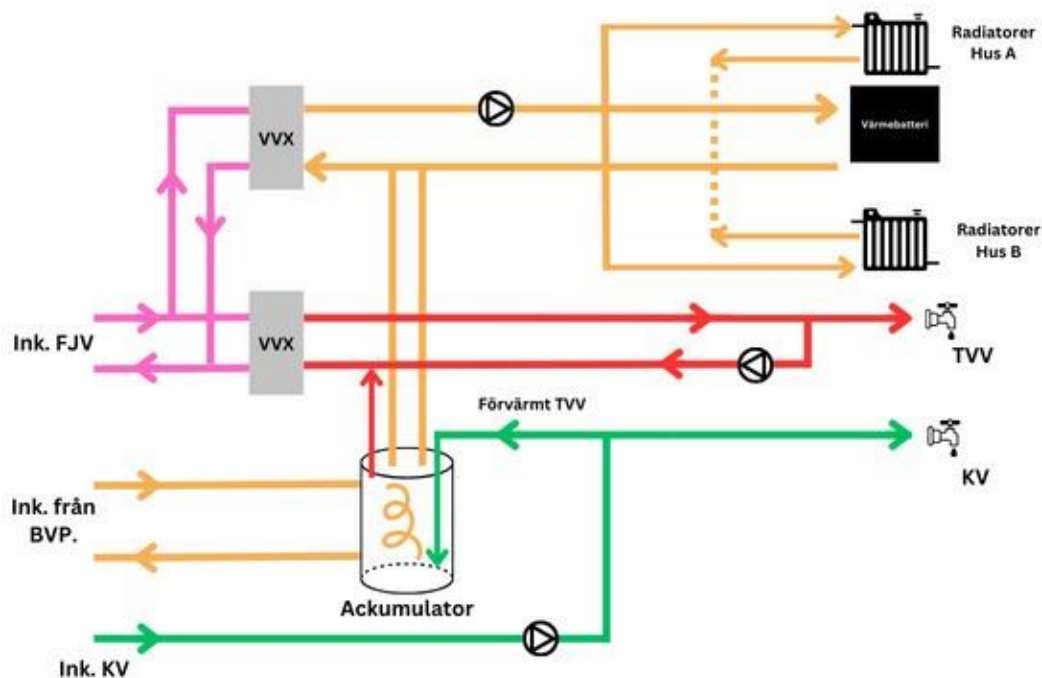 Radiatorer
Hus A
VVX
Värmebatteri
Radiatorer
Hus B
Ink. FJV
VVX
TVV
Förvärmt TVV
KV
Ink. från
BVP.
Ackumulator
Ink. KV